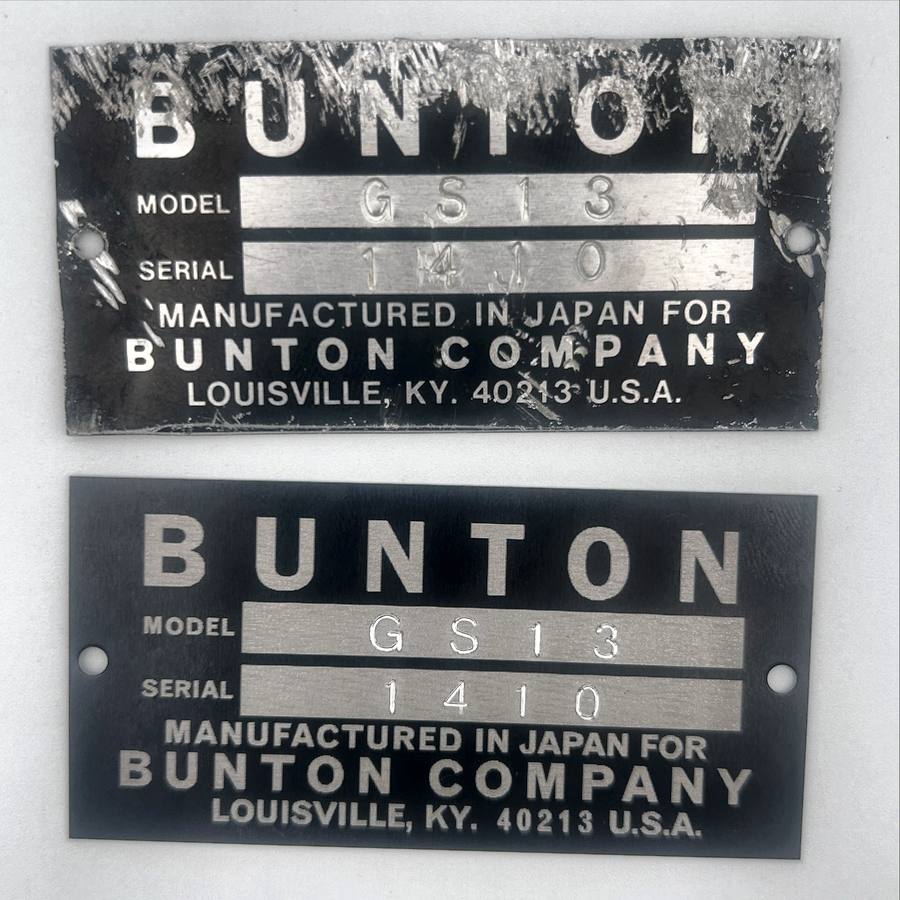 BUNTON
MODEL GS13
SERIAL 1410
MANUFACTURED IN JAPAN FOR
BUNTON COMPANY
LOUISVILLE, KY. 40213 U.S.A.
BUNTON
MODEL GS13
SERIAL 1410
MANUFACTURED IN JAPAN FOR
BUNTON COMPANY
LOUISVILLE, KY. 40213 U.S.A.